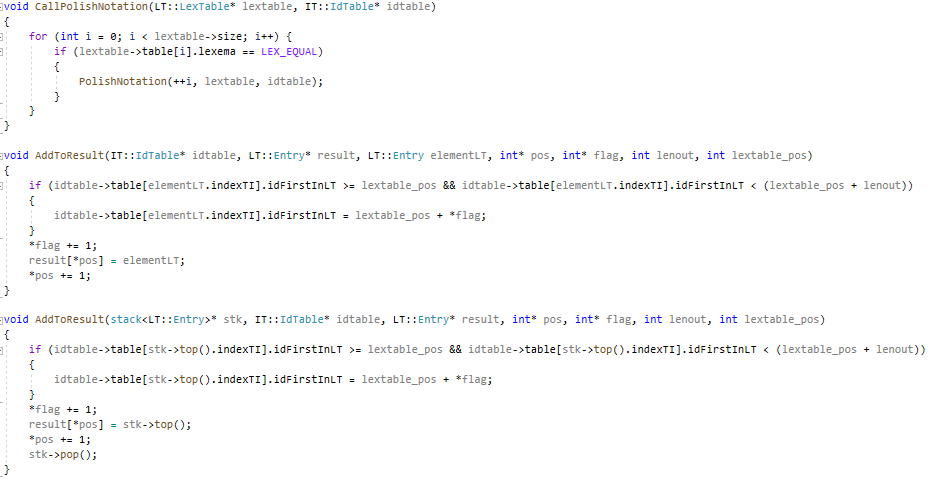 void CallPolishNotation(LT::LexTable* lextable, IT::IdTable* idtable)
{
    for (int i = 0; i < lextable->size; i++) {
        if (lextable->table[i].lexema == LEX_EQUAL)
        {
            PolishNotation(++i, lextable, idtable);
        }
    }
}
void AddToResult(IT::IdTable* idtable, LT::Entry* result, LT::Entry elementLT, int* pos, int* flag, int lenout, int lextable_pos)
{
    if (idtable->table[elementLT.indexTI].idFirstInLT >= lextable_pos && idtable->table[elementLT.indexTI].idFirstInLT < (lextable_pos + lenout))
    {
        idtable->table[elementLT.indexTI].idFirstInLT = lextable_pos + *flag;
    }
    *flag += 1;
    result[*pos] = elementLT;
    *pos += 1;
}
void AddToResult(stack<LT::Entry>* stk, IT::IdTable* idtable, LT::Entry* result, int* pos, int* flag, int lenout, int lextable_pos)
{
    if (idtable->table[stk->top().indexTI].idFirstInLT >= lextable_pos && idtable->table[stk->top().indexTI].idFirstInLT < (lextable_pos + lenout))
    {
        idtable->table[stk->top().indexTI].idFirstInLT = lextable_pos + *flag;
    }
    *flag += 1;
    result[*pos] = stk->top();
    *pos += 1;
    stk->pop();
}